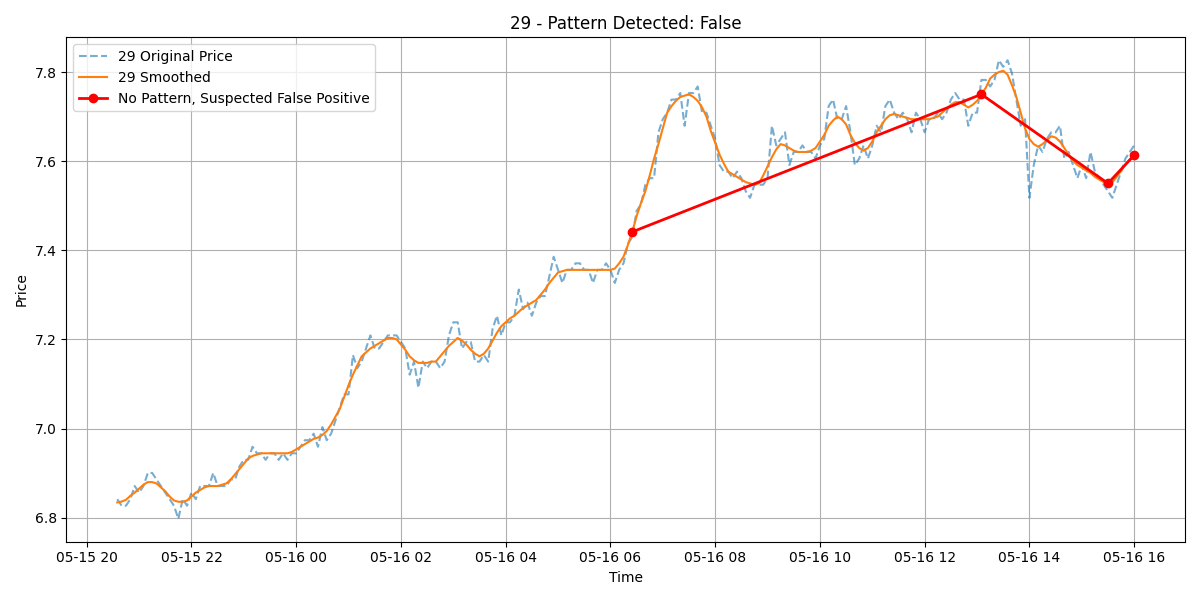 29 - Pattern Detected: False
29 Original Price
29 Smoothed
No Pattern, Suspected False Positive
Price
7.8
7.6
7.4
7.2
7.0
6.8
05-15 20 05-15 22 05-16 00 05-16 02 05-16 04 05-16 06 05-16 08 05-16 10 05-16 12 05-16 14 05-16 16
Time